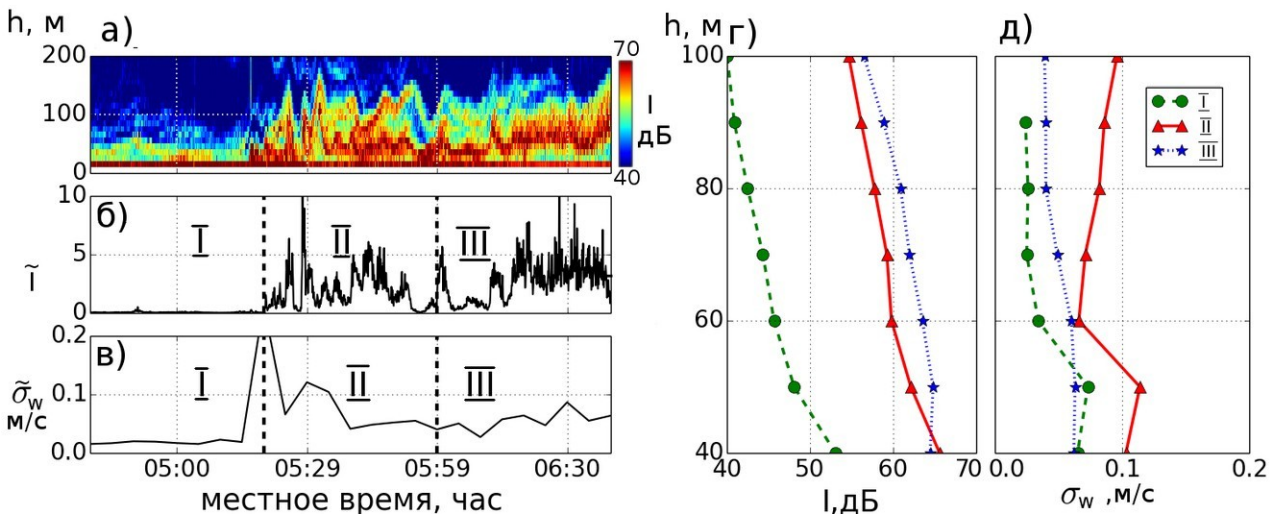 h, м
а)
200
100
0
70
I
дБ
40
б)
10
5
0
Ĩ
I
II
III
в)
0.2
0.1
0.0
σ̃w
м/с
I
II
III
05:00 05:29 05:59 06:30
местное время, час
h, м
г)
100
80
60
40
40 50 60 70
I,дБ
д)
I
II
III
0.0 0.1 0.2
σw ,м/с